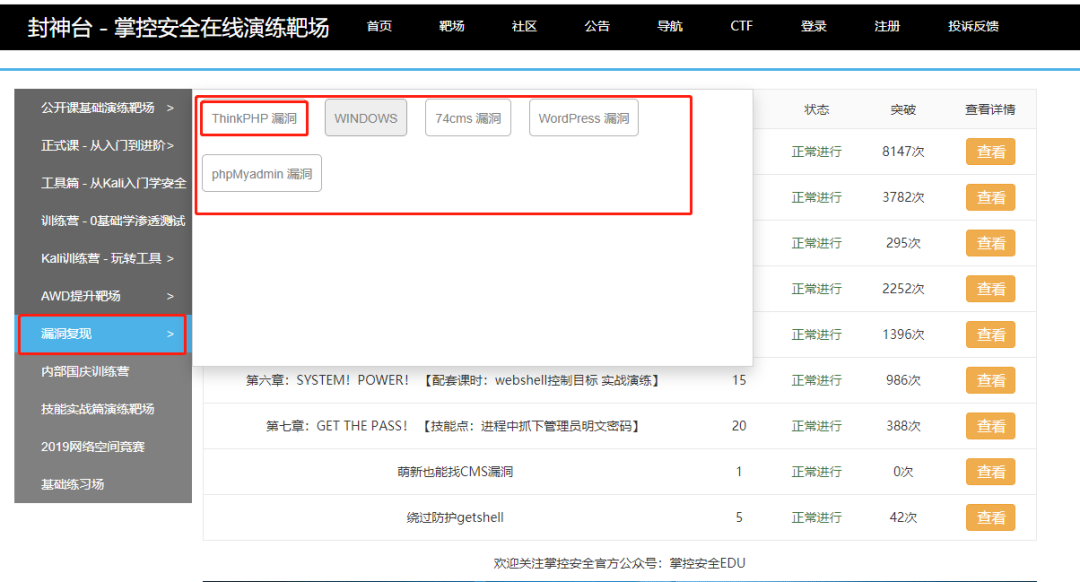 封神台 - 掌控安全在线演练靶场 首页 靶场 社区 公告 导航 CTF 登录 注册 投诉反馈
公开课基础演练靶场 >
正式课 - 从入门到进阶>
工具篇 - 从Kali入门学安全
训练营 - 0基础学渗透测试
Kali训练营 - 玩转工具 >
AWD提升靶场 >
漏洞复现 >
内部国庆训练营
技能实战篇演练靶场
2019网络空间竞赛
基础练习场
ThinkPHP 漏洞 WINDOWS 74cms 漏洞 WordPress 漏洞
phpMyadmin 漏洞
状态 突破 查看详情
正常进行 8147次 查看
正常进行 3782次 查看
正常进行 295次 查看
正常进行 2252次 查看
正常进行 1396次 查看
第六章：SYSTEM！POWER！ 【配套课时：webshell控制目标 实战演练】 15 正常进行 986次 查看
第七章：GET THE PASS！ 【技能点：进程中抓下管理员明文密码】 20 正常进行 388次 查看
萌新也能找CMS漏洞 1 正常进行 0次 查看
绕过防护getshell 5 正常进行 42次 查看
欢迎关注掌控安全官方公众号：掌控安全EDU